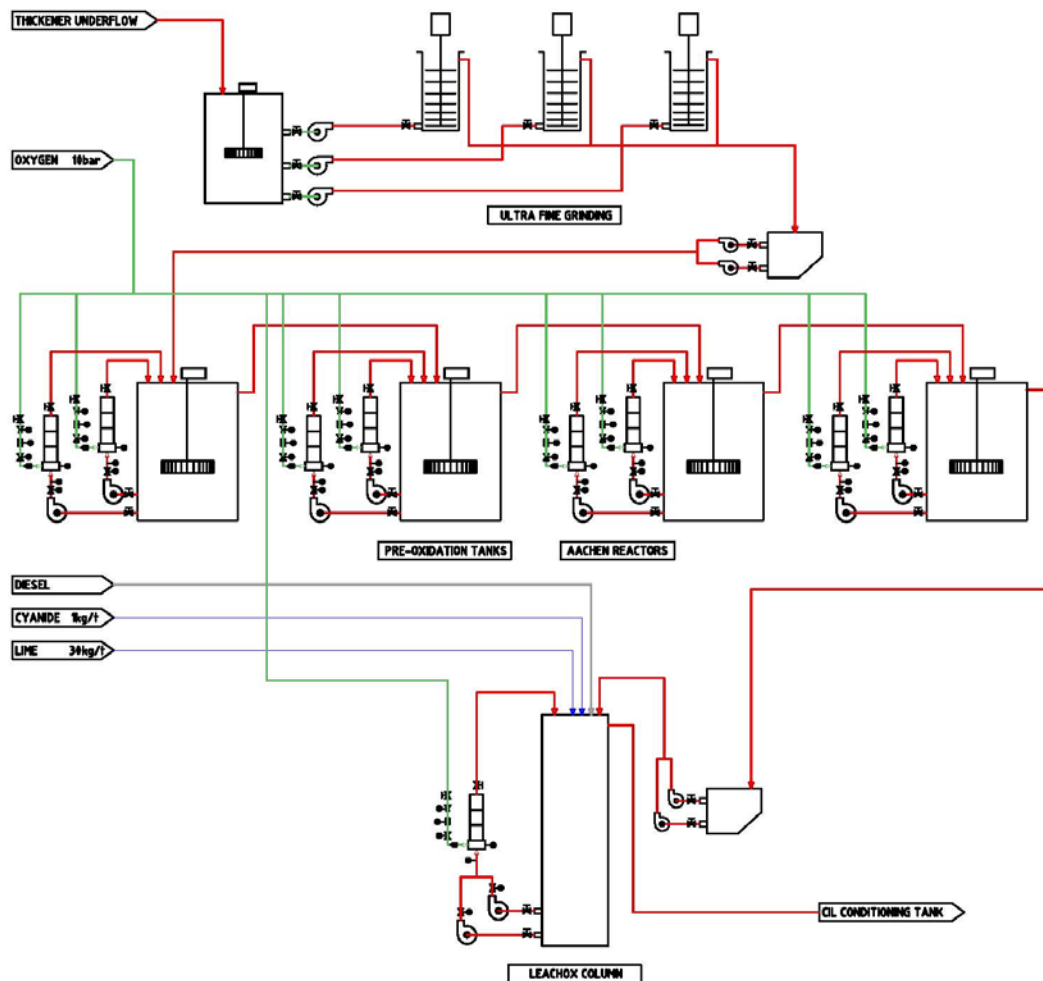 THICKENER UNDERFLOW
OXYGEN 10bar
ULTRA FINE GRINDING
PRE-OXIDATION TANKS
AACHEN REACTORS
DIESEL
CYANIDE 1kg/t
LIME 30kg/t
CIL CONDITIONING TANK
LEACHOX COLUMN